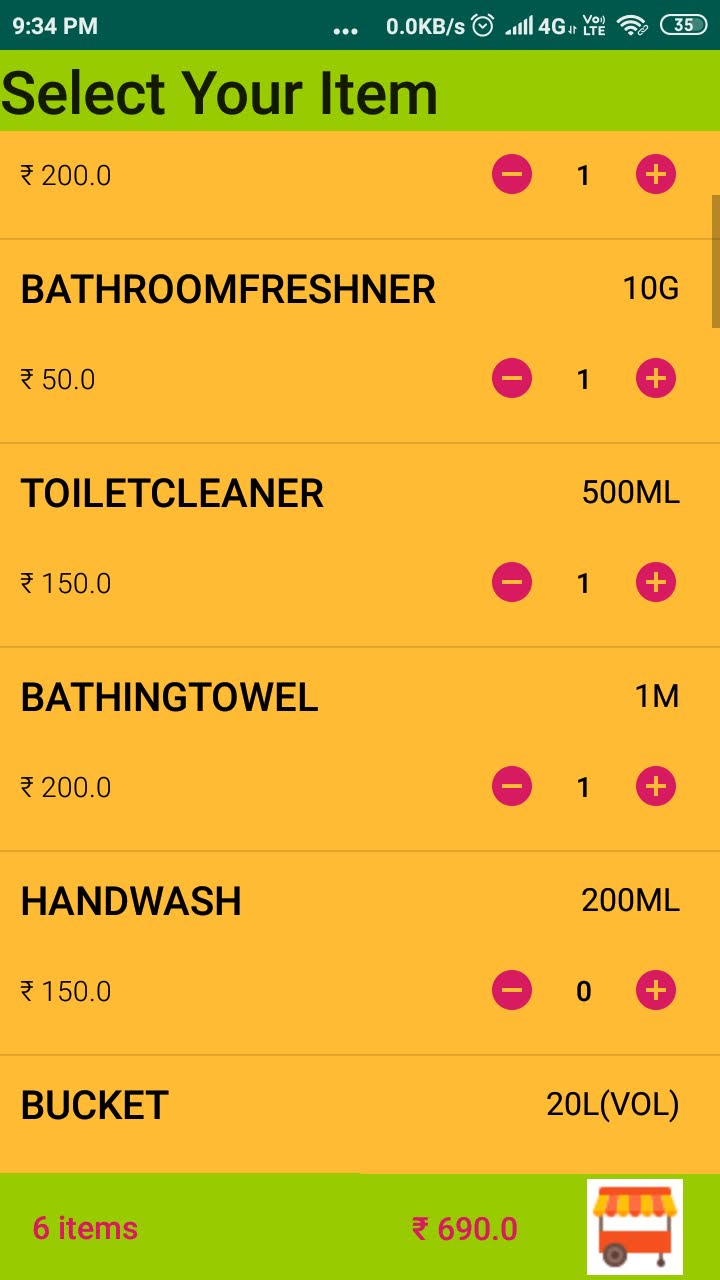 9:34 PM ... 0.0KB/s 4G VoLTE 35
Select Your Item
₹ 200.0 1
BATHROOMFRESHNER 10G
₹ 50.0 1
TOILETCLEANER 500ML
₹ 150.0 1
BATHINGTOWEL 1M
₹ 200.0 1
HANDWASH 200ML
₹ 150.0 0
BUCKET 20L(VOL)
6 items ₹ 690.0